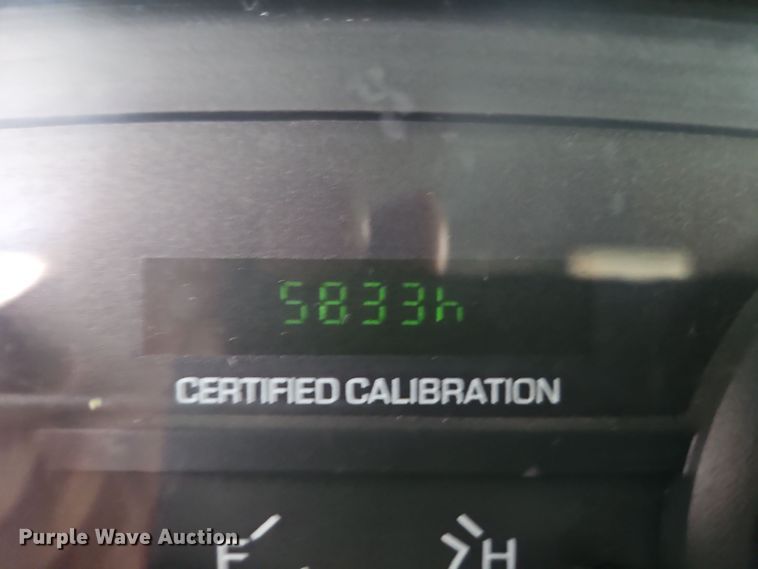 5833h
CERTIFIED CALIBRATION
F H
Purple Wave Auction